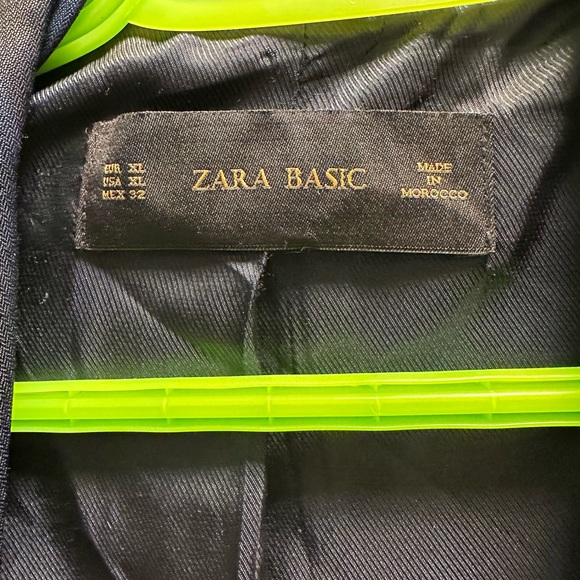 EUR XL
USA XL
MEX 32
ZARA BASIC
MADE
IN
MOROCCO